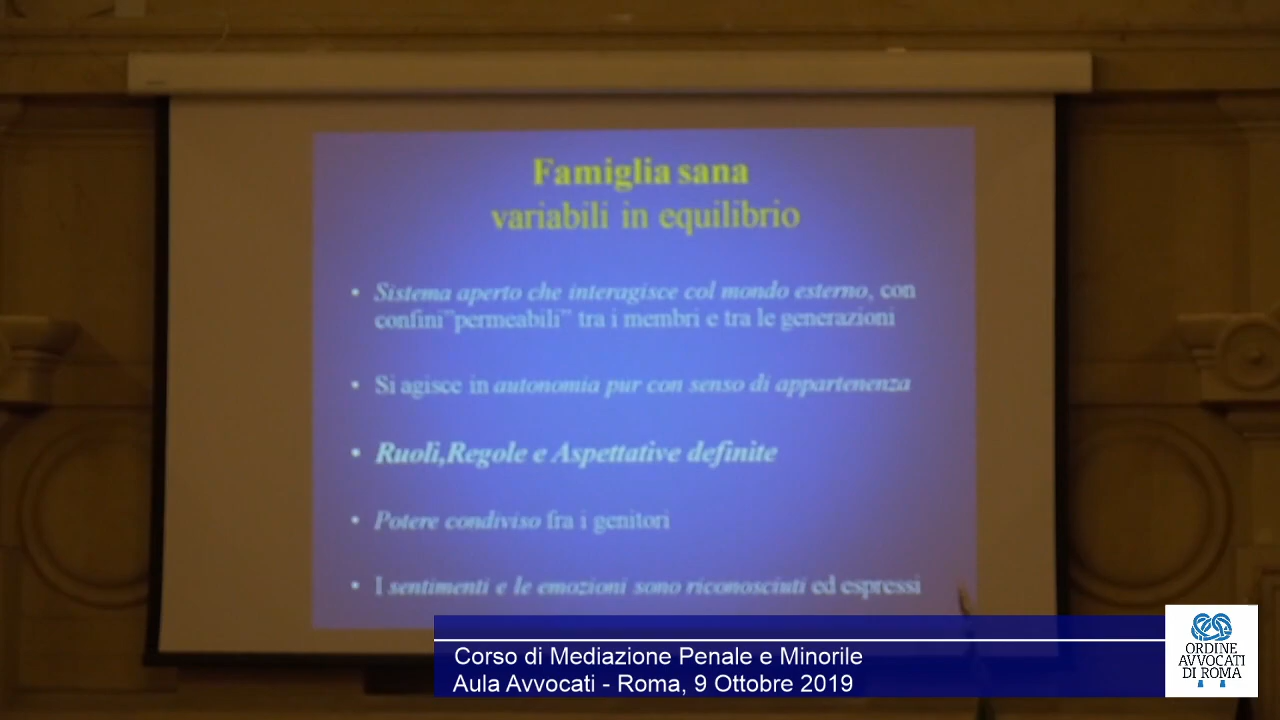 Famiglia sana
variabili in equilibrio
• Sistema aperto che interagisce col mondo esterno, con
confini"permeabili" tra i membri e tra le generazioni
• Si agisce in autonomia pur con senso di appartenenza
• Ruoli,Regole e Aspettative definite
• Potere condiviso fra i genitori
• I sentimenti e le emozioni sono riconosciuti ed espressi
Corso di Mediazione Penale e Minorile
Aula Avvocati - Roma, 9 Ottobre 2019
ORDINE
AVVOCATI
DI ROMA